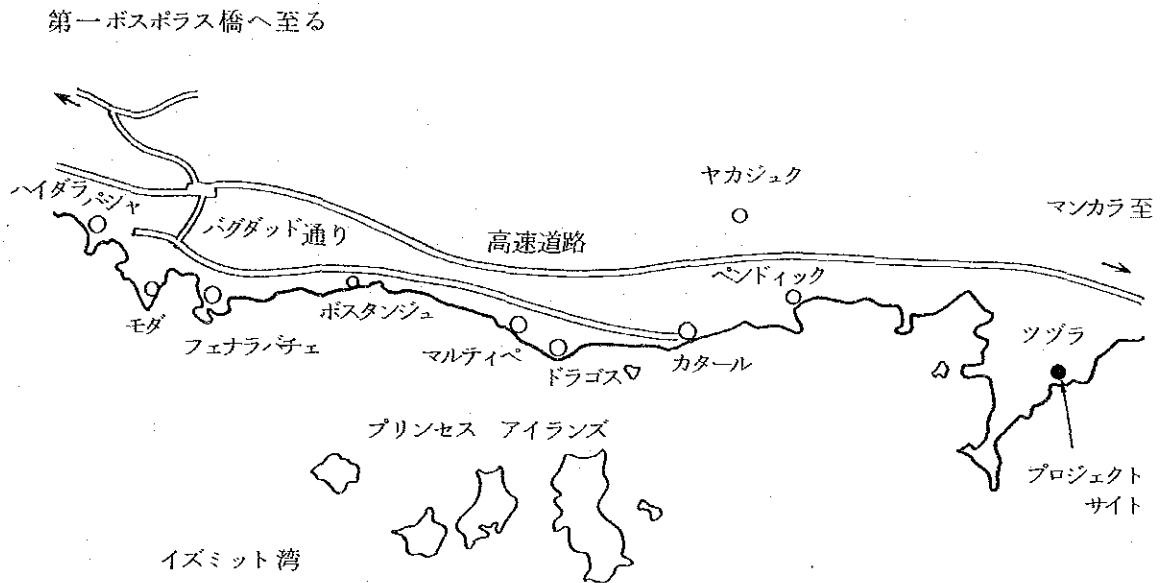 第一ボスポラス橋へ至る
ヤカジュク
ハイダラパシャ
マンカラ至
バグダッド通り
高速道路
ペンディック
ボスタンジュ
モダ
フェナラバチェ
マルティペ
ドラゴス
カタール
ツヅラ
プリンセス アイランズ
プロジェクト
サイト
イズミット湾